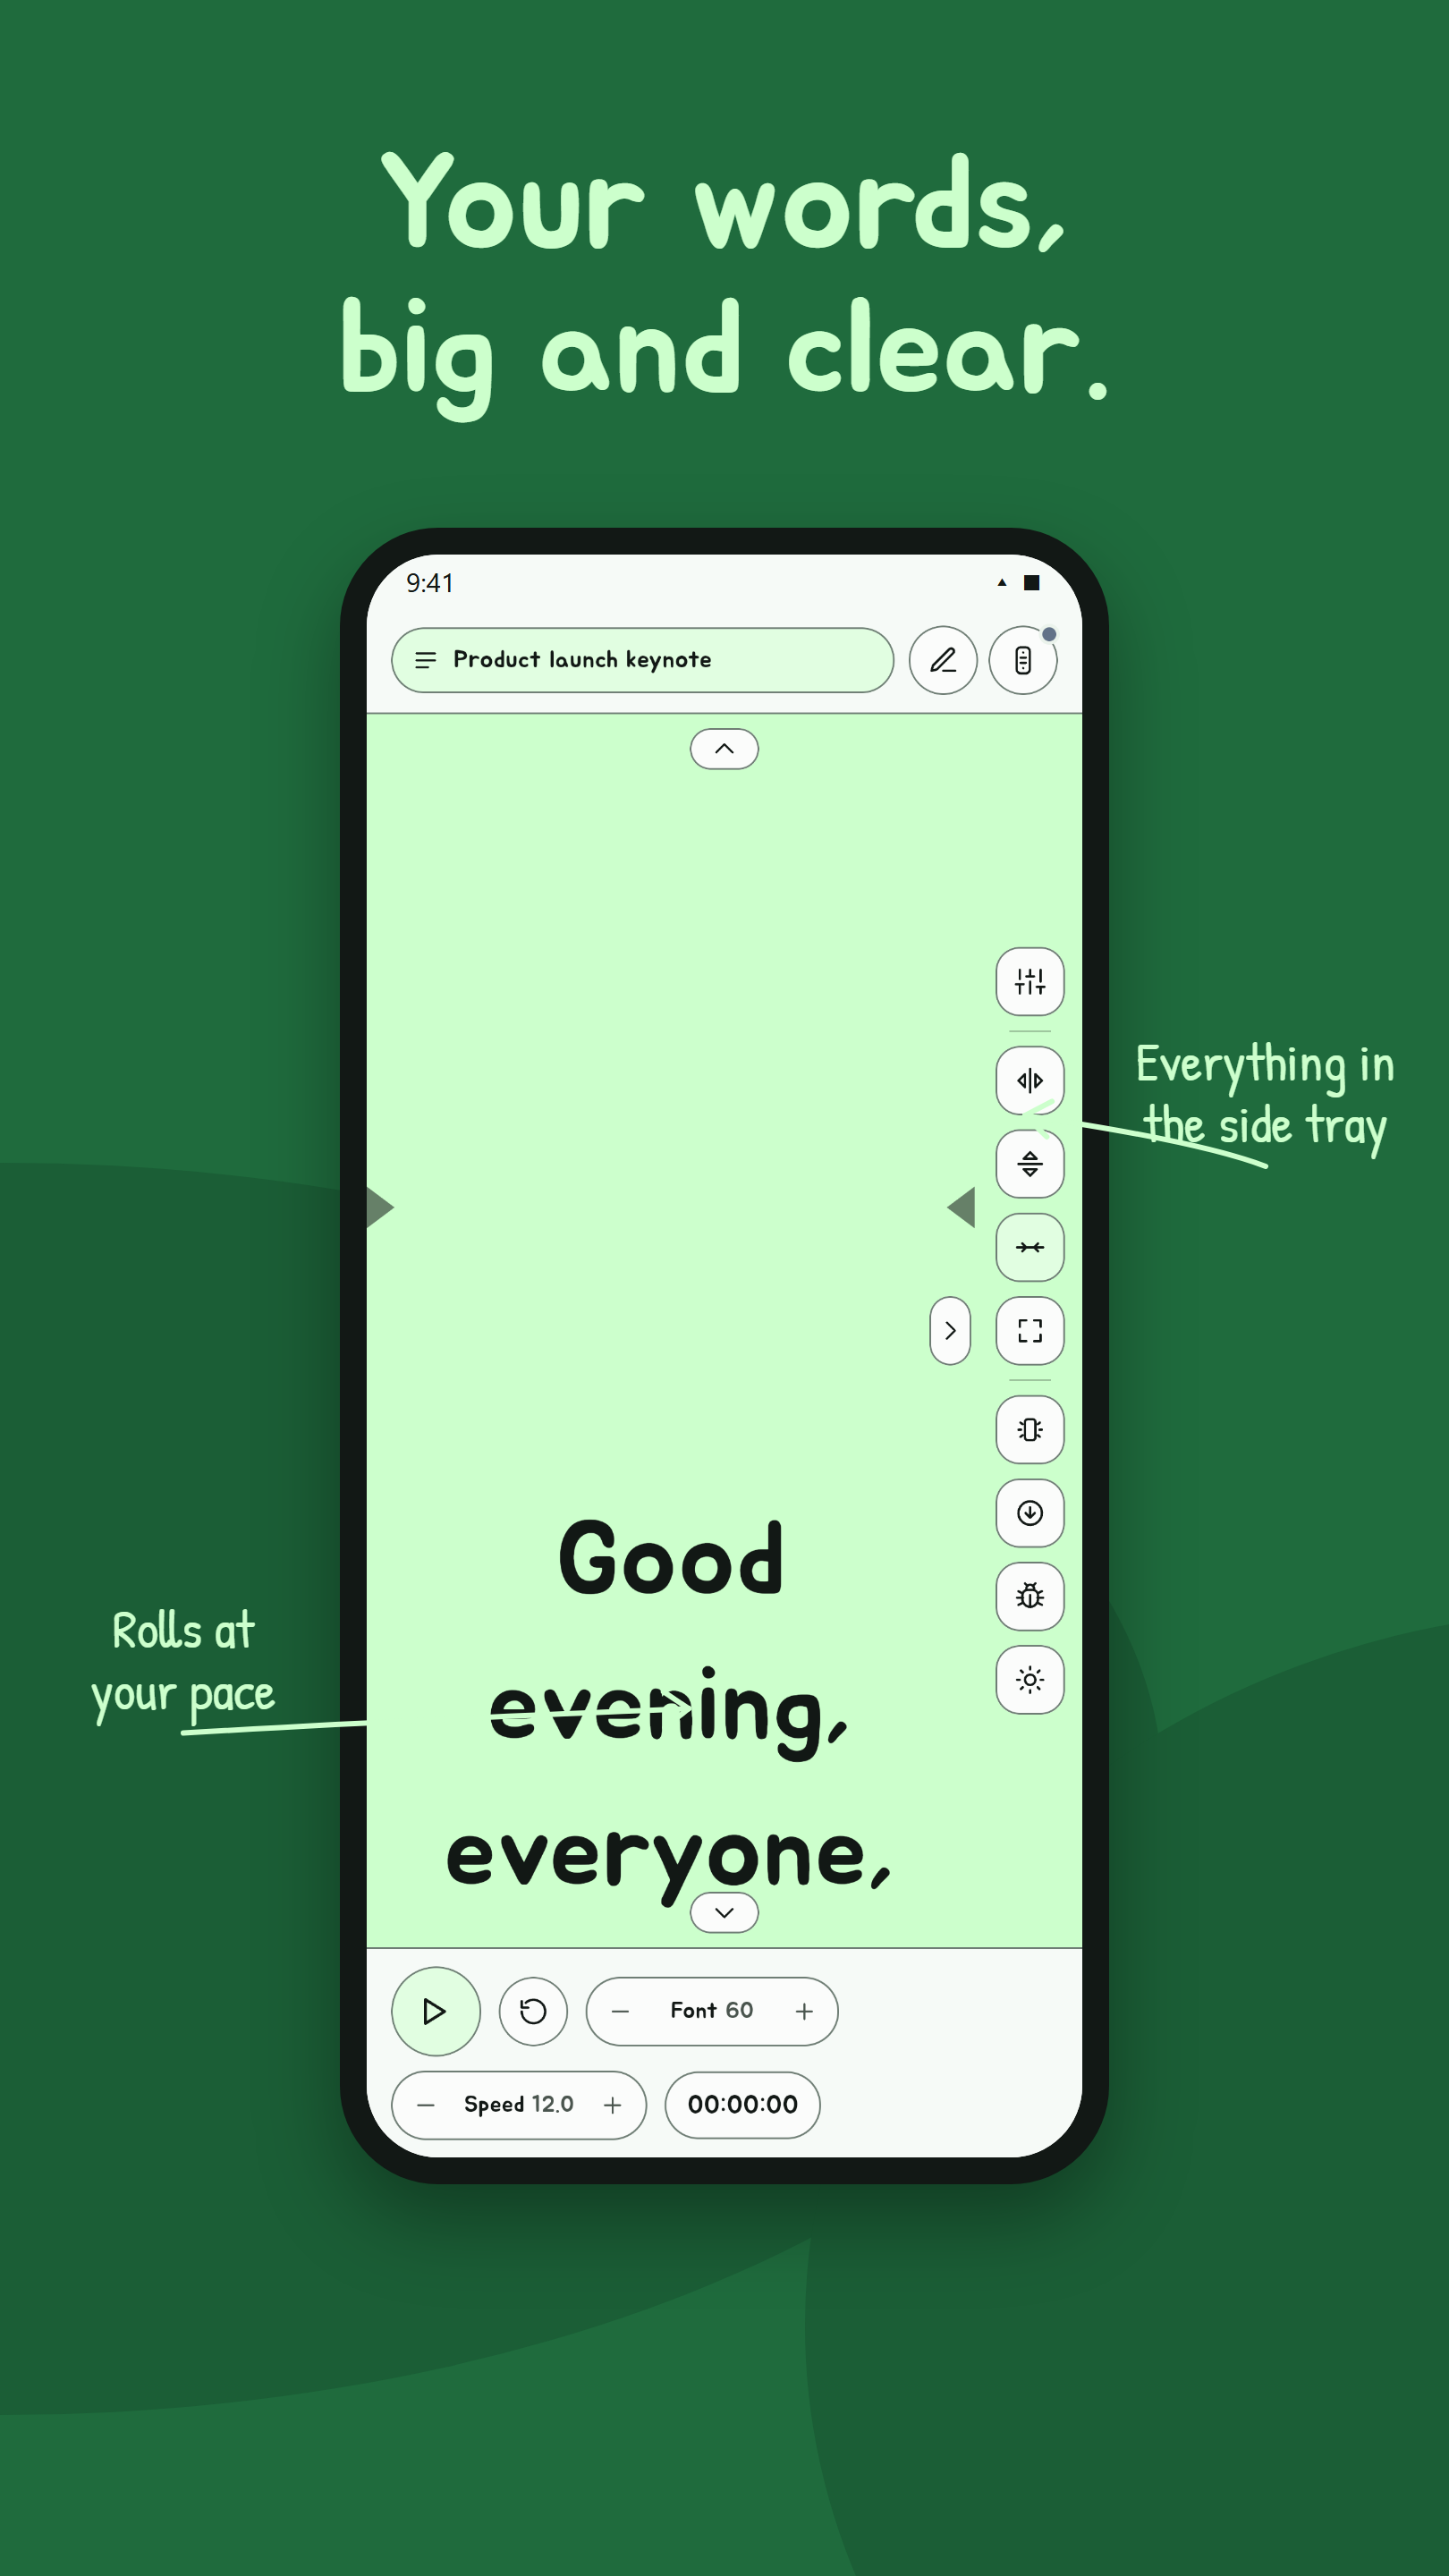 Your words,
big and clear.
9:41
Product launch keynote
Everything in
the side tray
Good
Rolls at
your pace
evening,
everyone,
Font 60
Speed 12.0
00:00:00